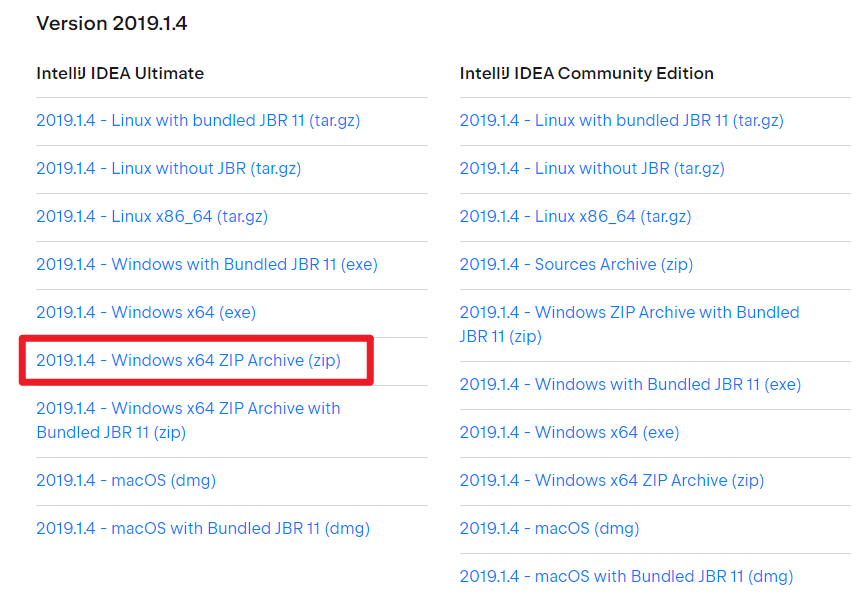 Version 2019.1.4
IntelliJ IDEA Ultimate
2019.1.4 - Linux with bundled JBR 11 (tar.gz)
2019.1.4 - Linux without JBR (tar.gz)
2019.1.4 - Linux x86_64 (tar.gz)
2019.1.4 - Windows with Bundled JBR 11 (exe)
2019.1.4 - Windows x64 (exe)
2019.1.4 - Windows x64 ZIP Archive (zip)
2019.1.4 - Windows x64 ZIP Archive with
Bundled JBR 11 (zip)
2019.1.4 - macOS (dmg)
2019.1.4 - macOS with Bundled JBR 11 (dmg)
IntelliJ IDEA Community Edition
2019.1.4 - Linux with bundled JBR 11 (tar.gz)
2019.1.4 - Linux without JBR (tar.gz)
2019.1.4 - Linux x86_64 (tar.gz)
2019.1.4 - Sources Archive (zip)
2019.1.4 - Windows ZIP Archive with Bundled
JBR 11 (zip)
2019.1.4 - Windows with Bundled JBR 11 (exe)
2019.1.4 - Windows x64 (exe)
2019.1.4 - Windows x64 ZIP Archive (zip)
2019.1.4 - macOS (dmg)
2019.1.4 - macOS with Bundled JBR 11 (dmg)